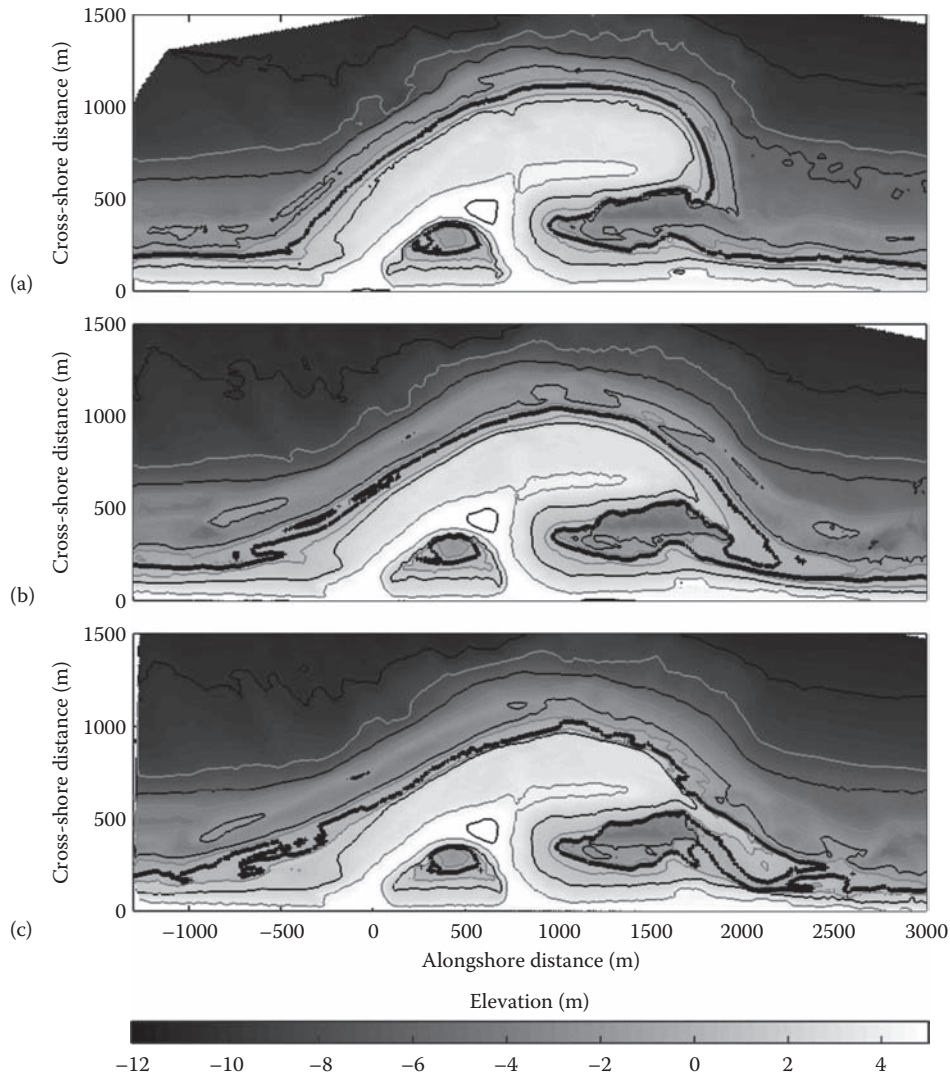 1500
1000
500
0
Cross-shore distance (m)
(a)
1500
1000
500
0
Cross-shore distance (m)
(b)
1500
1000
500
0
Cross-shore distance (m)
(c)
−1000 −500 0 500 1000 1500 2000 2500 3000
Alongshore distance (m)
Elevation (m)
−12 −10 −8 −6 −4 −2 0 2 4